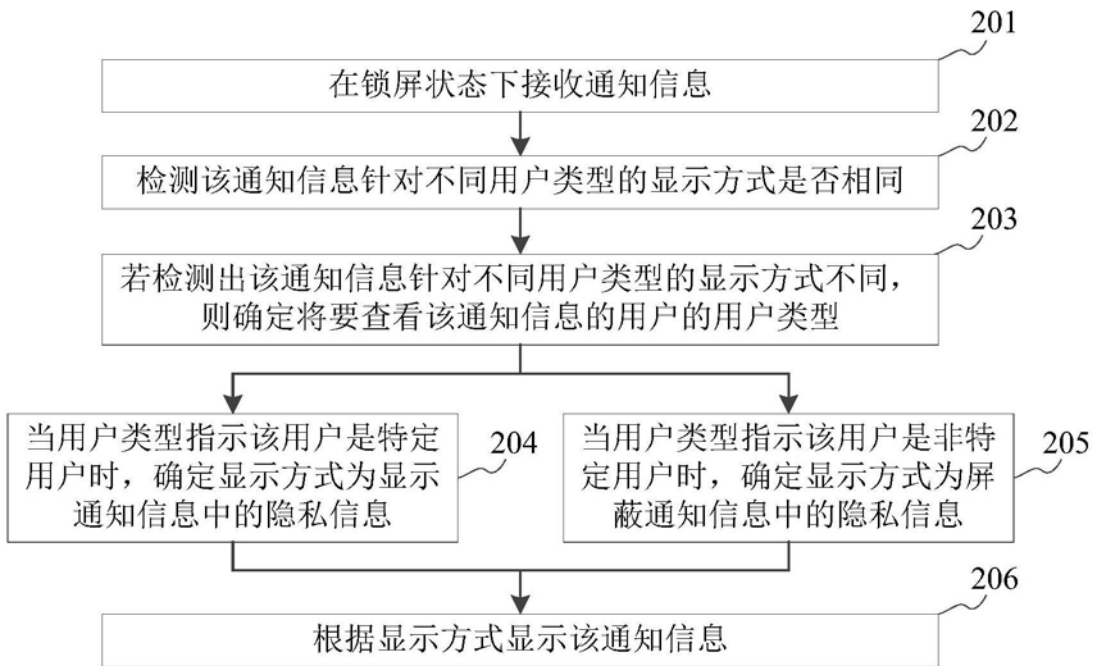 201
在锁屏状态下接收通知信息
202
检测该通知信息针对不同用户类型的显示方式是否相同
203
若检测出该通知信息针对不同用户类型的显示方式不同，
则确定将要查看该通知信息的用户的用户类型
204
当用户类型指示该用户是特定
用户时，确定显示方式为显示
通知信息中的隐私信息
205
当用户类型指示该用户是非特
定用户时，确定显示方式为屏
蔽通知信息中的隐私信息
206
根据显示方式显示该通知信息